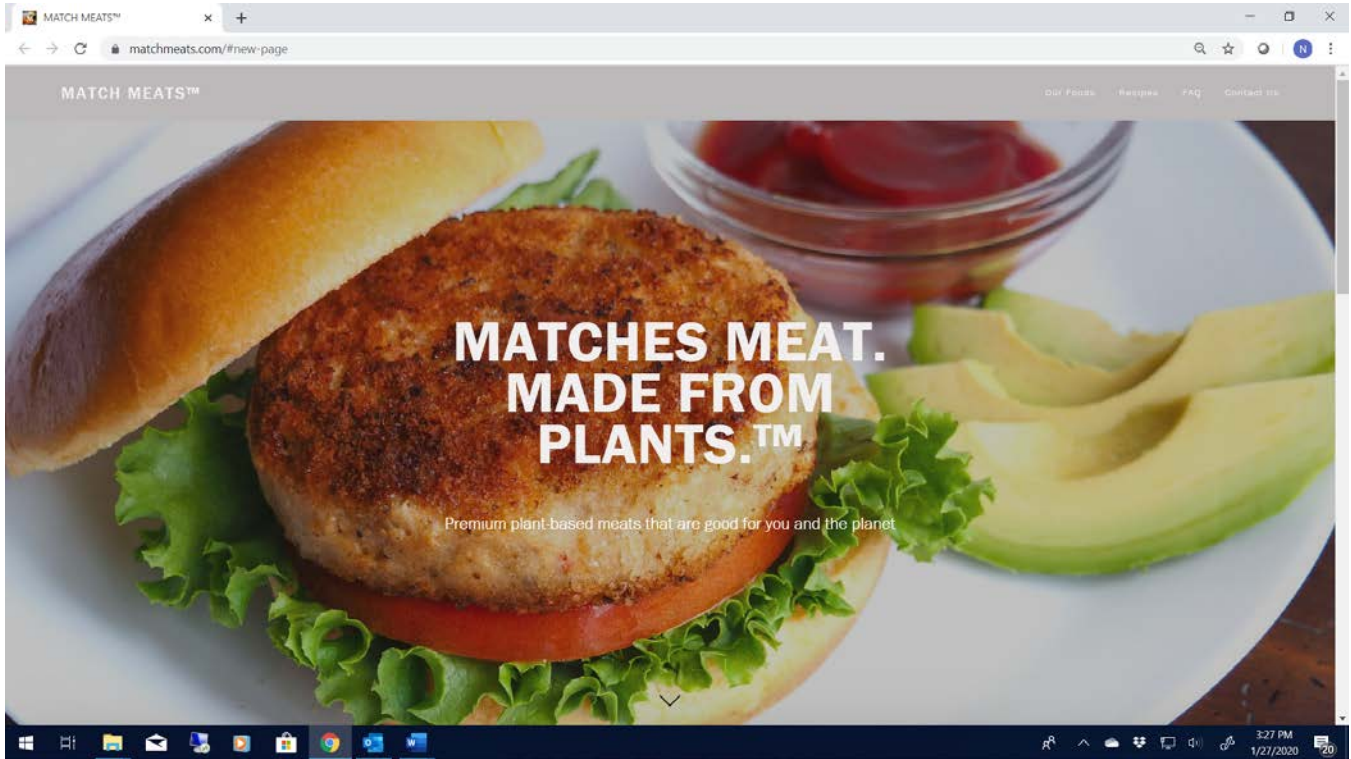 MATCH MEATS™
matchmeats.com/#new-page
N
MATCH MEATS™
Our Foods Recipes FAQ Contact Us
MATCHES MEAT.
MADE FROM
PLANTS.™
Premium plant-based meats that are good for you and the planet
3:27 PM
1/27/2020
20